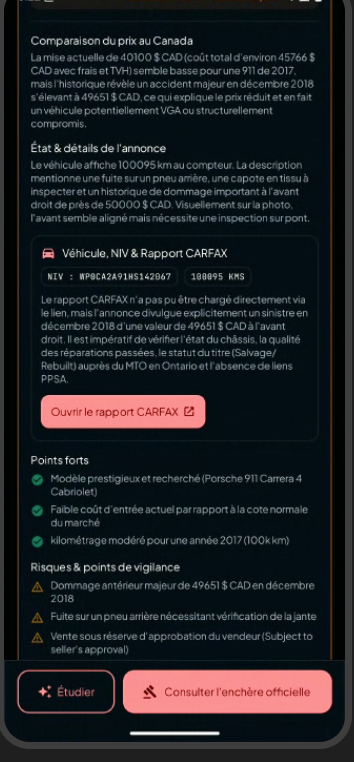 Comparaison du prix au Canada
La mise actuelle de 40100 $ CAD (coût total d'environ 45766 $
CAD avec frais et TVH) semble basse pour une 911 de 2017,
mais l'historique révèle un accident majeur en décembre 2018
s'élevant à 49651 $ CAD, ce qui explique le prix réduit et en fait
un véhicule potentiellement VGA ou structurellement
compromis.
État & détails de l'annonce
Le véhicule affiche 100095 km au compteur. La description
mentionne une fuite sur un pneu arrière, une capote en tissu à
inspecter et un historique de dommage important à l'avant
droit de près de 50000 $ CAD. Visuellement sur la photo,
l'avant semble aligné mais nécessite une inspection sur pont.
Véhicule, NIV & Rapport CARFAX
NIV : WP0CA2A91HS142067 100095 KMS
Le rapport CARFAX n'a pas pu être chargé directement via
le lien, mais l'annonce divulgue explicitement un sinistre en
décembre 2018 d'une valeur de 49651 $ CAD à l'avant
droit. Il est impératif de vérifier l'état du châssis, la qualité
des réparations passées, le statut du titre (Salvage/
Rebuilt) auprès du MTO en Ontario et l'absence de liens
PPSA.
Ouvrir le rapport CARFAX
Points forts
Modèle prestigieux et recherché (Porsche 911 Carrera 4
Cabriolet)
Faible coût d'entrée actuel par rapport à la cote normale
du marché
kilométrage modéré pour une année 2017 (100k km)
Risques & points de vigilance
Dommage antérieur majeur de 49651 $ CAD en décembre
2018
Fuite sur un pneu arrière nécessitant vérification de la jante
Vente sous réserve d'approbation du vendeur (Subject to
seller's approval)
Étudier
Consulter l'enchère officielle